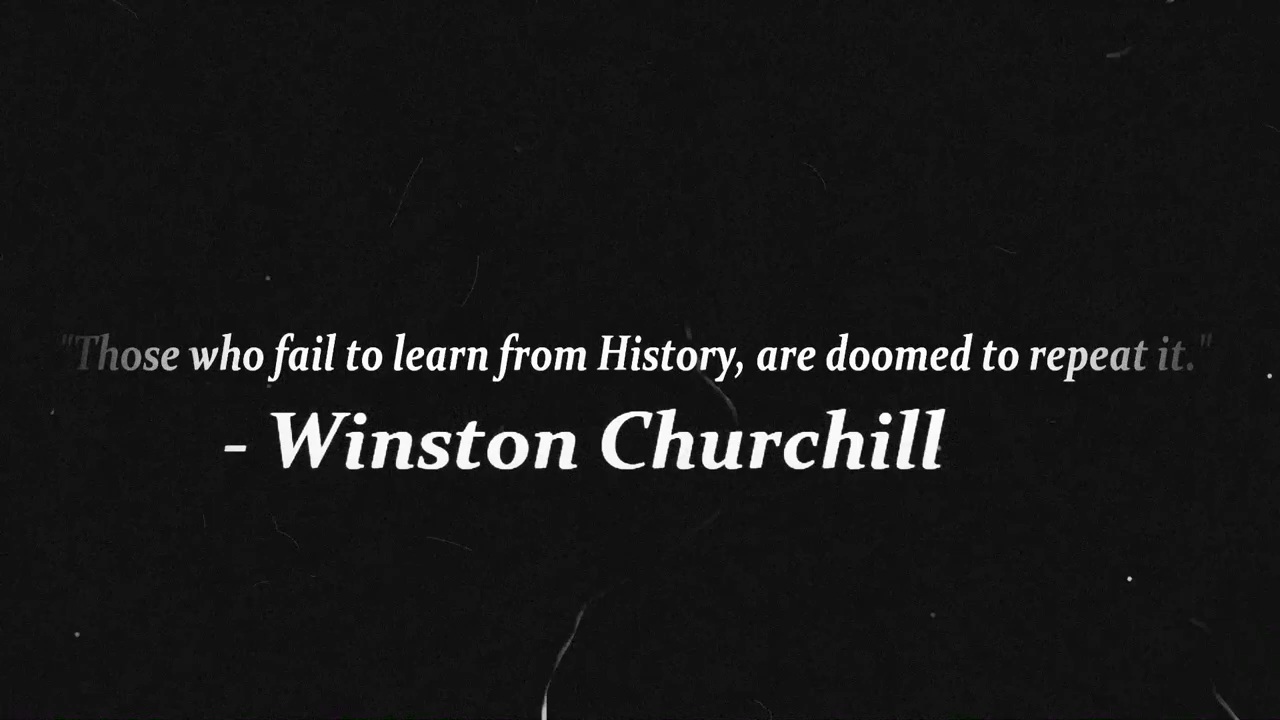 "Those who fail to learn from History, are doomed to repeat it."
- Winston Churchill